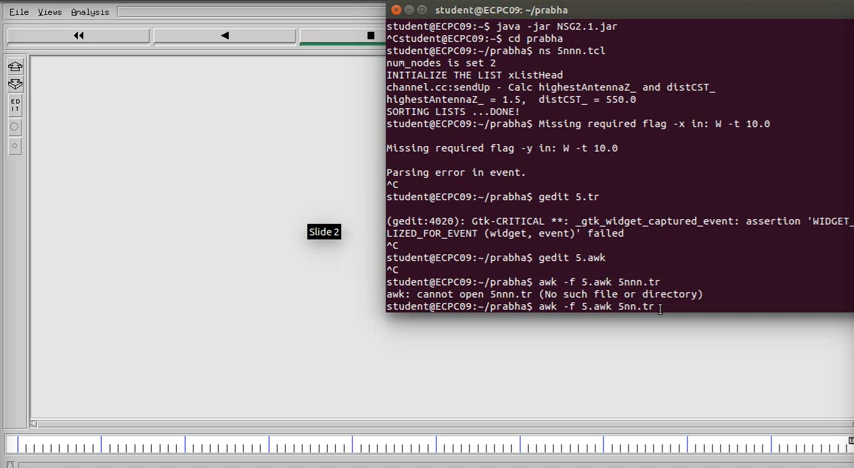 File Views Analysis
student@ECPC09: ~/prabha
student@ECPC09:~$ java -jar NSG2.1.jar
^Cstudent@ECPC09:~$ cd prabha
student@ECPC09:~/prabha$ ns 5nnn.tcl
num_nodes is set 2
INITIALIZE THE LIST xListHead
channel.cc:sendUp - Calc highestAntennaZ_ and distCST_
highestAntennaZ_ = 1.5,  distCST_ = 550.0
SORTING LISTS ...DONE!
student@ECPC09:~/prabha$ Missing required flag -x in: W -t 10.0
Missing required flag -y in: W -t 10.0
Parsing error in event.
^C
student@ECPC09:~/prabha$ gedit 5.tr
(gedit:4020): Gtk-CRITICAL **: _gtk_widget_captured_event: assertion 'WIDGET_
LIZED_FOR_EVENT (widget, event)' failed
^C
student@ECPC09:~/prabha$ gedit 5.awk
^C
student@ECPC09:~/prabha$ awk -f 5.awk 5nnn.tr
awk: cannot open 5nnn.tr (No such file or directory)
student@ECPC09:~/prabha$ awk -f 5.awk 5nn.tr
ED
IT
Slide 2